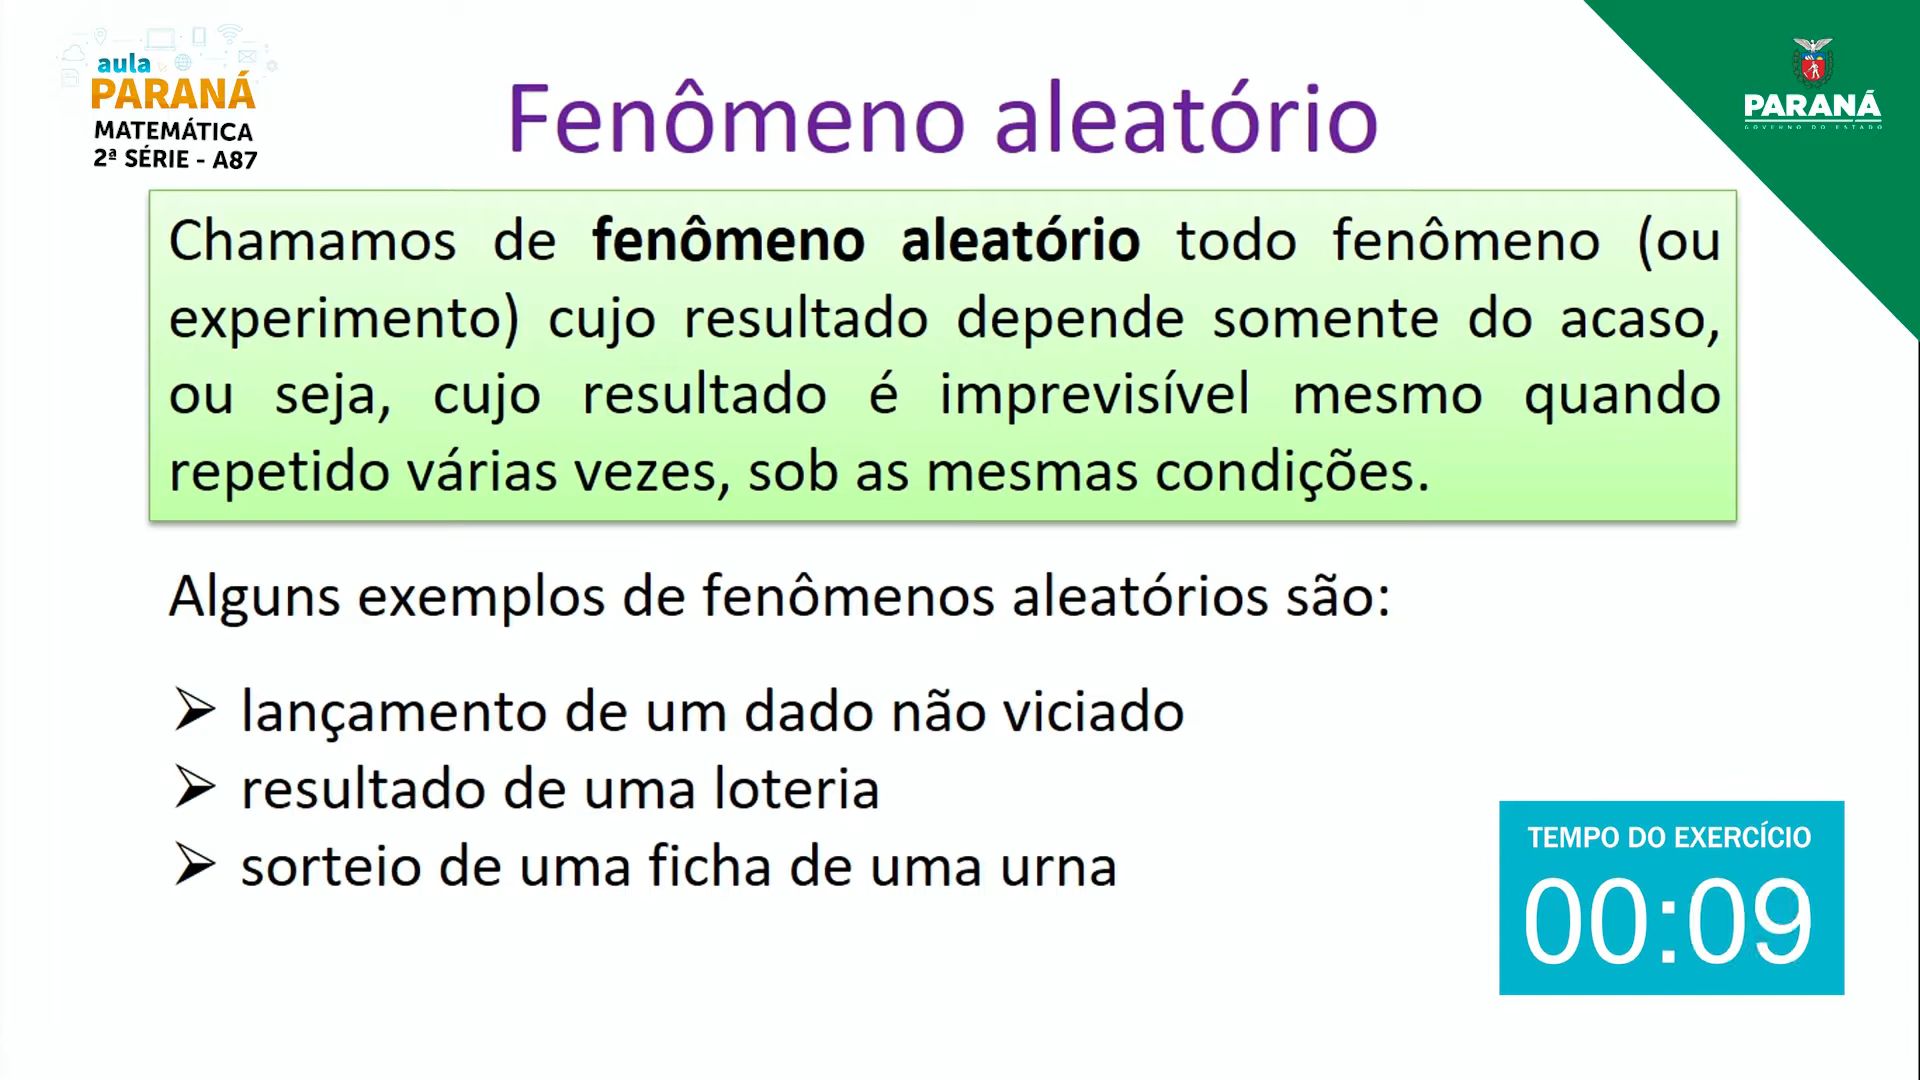 aula
PARANÁ
MATEMÁTICA
2ª SÉRIE - A87
Fenômeno aleatório
PARANÁ
GOVERNO DO ESTADO
Chamamos de fenômeno aleatório todo fenômeno (ou
experimento) cujo resultado depende somente do acaso,
ou seja, cujo resultado é imprevisível mesmo quando
repetido várias vezes, sob as mesmas condições.
Alguns exemplos de fenômenos aleatórios são:
➢ lançamento de um dado não viciado
➢ resultado de uma loteria
➢ sorteio de uma ficha de uma urna
TEMPO DO EXERCÍCIO
00:09